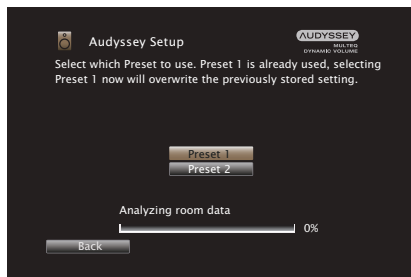 Audyssey Setup
AUDYSSEY
MULTEQ
DYNAMIC VOLUME
Select which Preset to use. Preset 1 is already used, selecting
Preset 1 now will overwrite the previously stored setting.
Preset 1
Preset 2
Analyzing room data
0%
Back